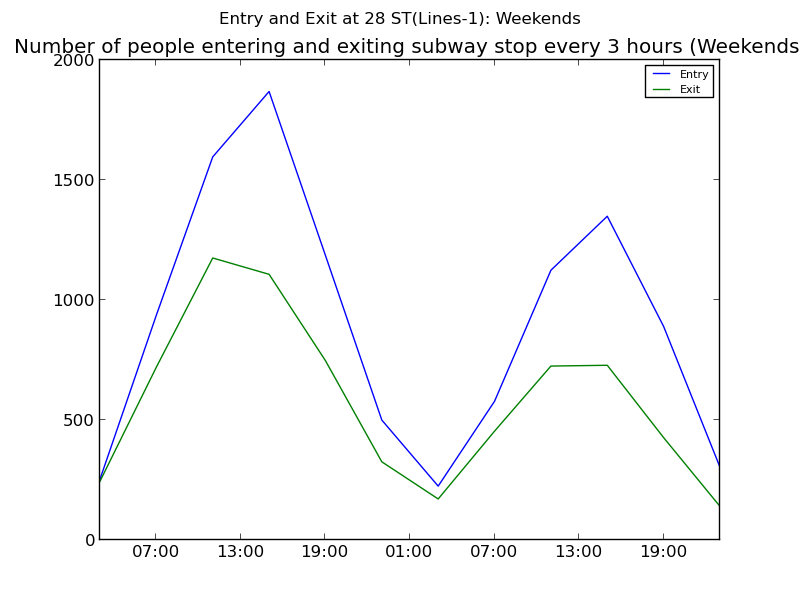 Entry and Exit at 28 ST(Lines-1): Weekends
Number of people entering and exiting subway stop every 3 hours (Weekends
2000
Entry
Exit
1500
1000
500
0
07:00 13:00 19:00 01:00 07:00 13:00 19:00